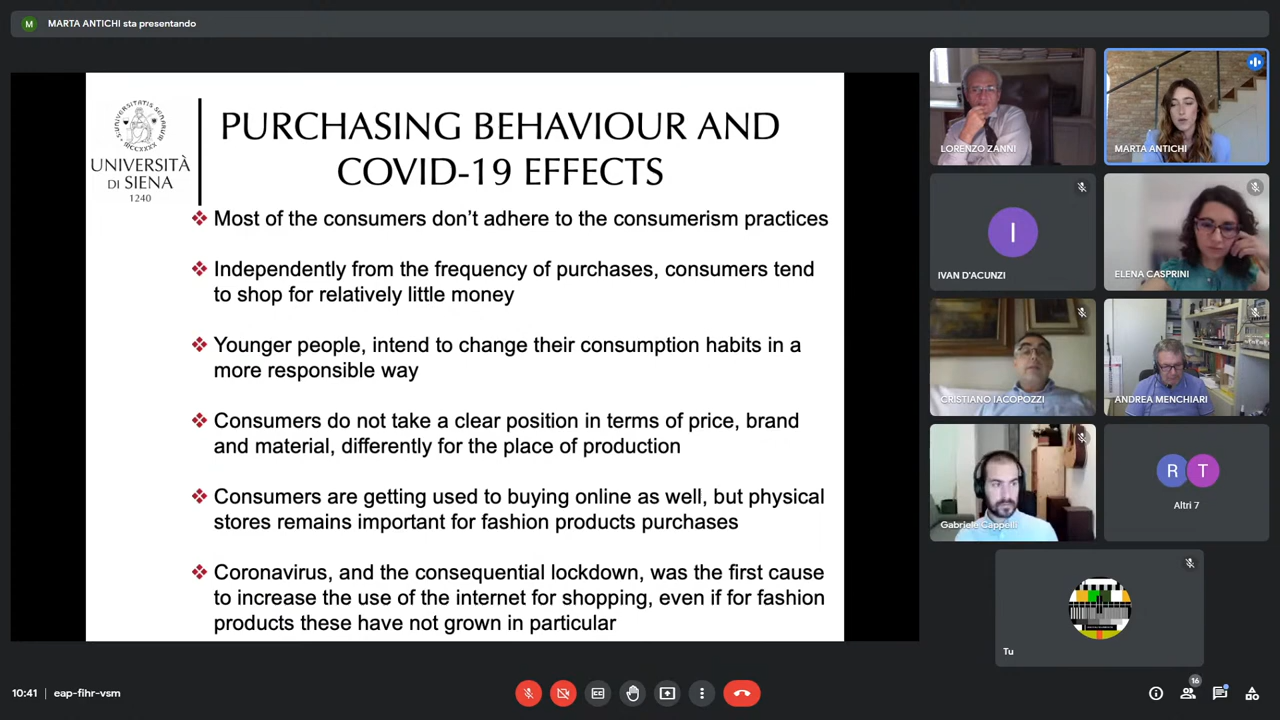 M MARTA ANTICHI sta presentando
UNIVERSITÀ
DI SIENA
1240
PURCHASING BEHAVIOUR AND
COVID-19 EFFECTS
❖ Most of the consumers don't adhere to the consumerism practices
❖ Independently from the frequency of purchases, consumers tend
to shop for relatively little money
❖ Younger people, intend to change their consumption habits in a
more responsible way
❖ Consumers do not take a clear position in terms of price, brand
and material, differently for the place of production
❖ Consumers are getting used to buying online as well, but physical
stores remains important for fashion products purchases
❖ Coronavirus, and the consequential lockdown, was the first cause
to increase the use of the internet for shopping, even if for fashion
products these have not grown in particular
LORENZO ZANNI
MARTA ANTICHI
I
IVAN D'ACUNZI
ELENA CASPRINI
CRISTIANO IACOPOZZI
ANDREA MENCHIARI
Gabriele Cappelli
R T
Altri 7
Tu
10:41 | eap-fihr-vsm
16